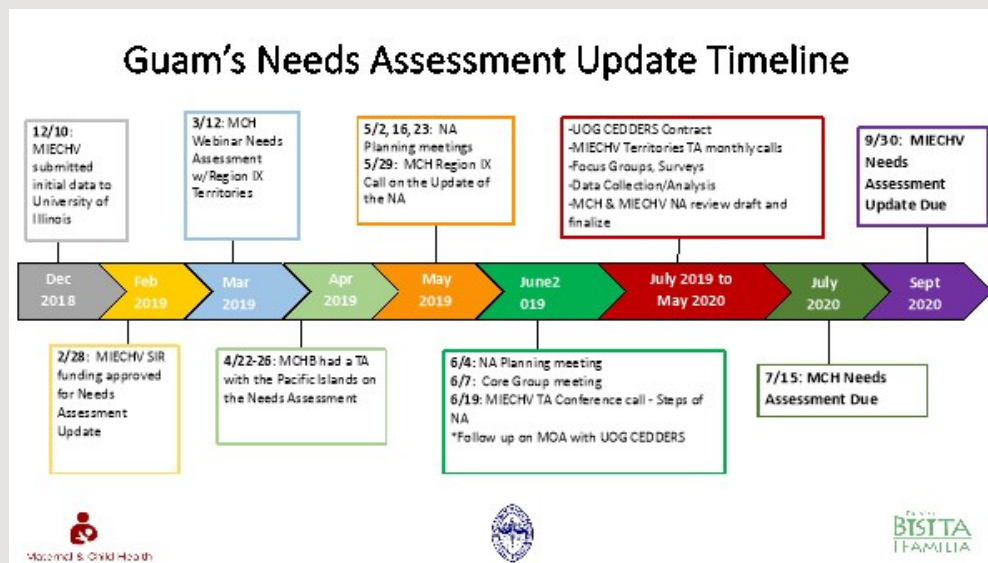 Guam's Needs Assessment Update Timeline
12/10:
MIECHV
submitted
initial data to
University of
Illinois
3/12: MCH
Webinar Needs
Assessment
w/Region IX
Territories
5/2, 16, 23: NA
Planning meetings
5/29: MCH Region IX
Call on the Update of
the NA
-UOG CEDDERS Contract
-MIECHV Territories TA monthly calls
-Focus Groups, Surveys
-Data Collection/Analysis
-MCH & MIECHV NA review draft and
finalize
9/30: MIECHV
Needs
Assessment
Update Due
Dec
2018
Feb
2019
Mar
2019
Apr
2019
May
2019
June2
019
July 2019 to
May 2020
July
2020
Sept
2020
2/28: MIECHV SIR
funding approved
for Needs
Assessment
Update
4/22-26: MCHB had a TA
with the Pacific Islands on
the Needs Assessment
6/4: NA Planning meeting
6/7: Core Group meeting
6/19: MIECHV TA Conference call - Steps of
NA
*Follow up on MOA with UOG CEDDERS
7/15: MCH Needs
Assessment Due
Maternal & Child Health
BISITA
I FAMILIA